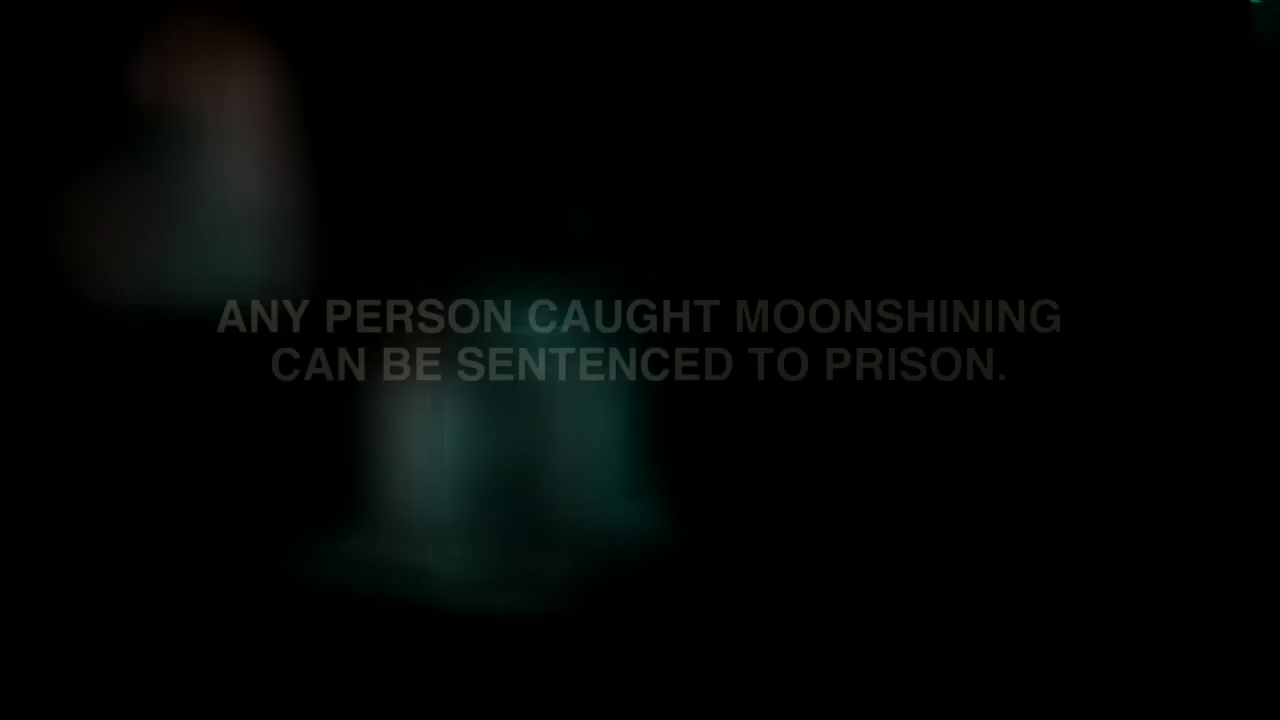 ANY PERSON CAUGHT MOONSHINING
CAN BE SENTENCED TO PRISON.